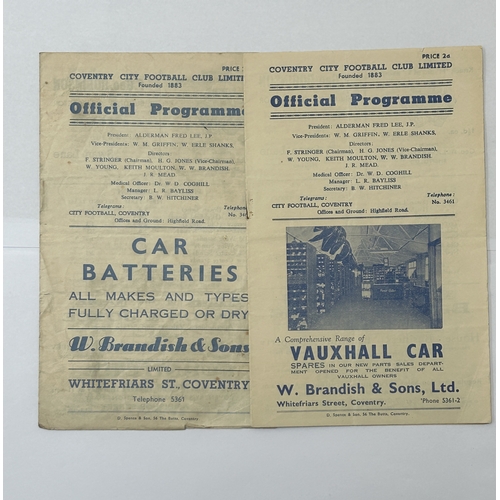 PRICE
COVENTRY CITY FOOTBALL CLUB LIMITED
Founded 1883
Official Programme
President: ALDERMAN FRED LEE, J.P.
Vice-Presidents: W. M. GRIFFIN, W. ERLE SHANKS.
Directors:
F. STRINGER (Chairman), H. G. JONES (Vice-Chairman),
W. YOUNG, KEITH MOULTON, W. W. BRANDISH,
J. R. MEAD.
Medical Officer: Dr. W. D. COGHILL
Manager: L. R. BAYLISS
Secretary: B. W. HITCHINER
Telegrams: Telephone
CITY FOOTBALL, COVENTRY No. 346
Offices and Ground: Highfield Road.
CAR
BATTERIES
ALL MAKES AND TYPES
FULLY CHARGED OR DRY
W. Brandish & Sons
LIMITED
WHITEFRIARS ST., COVENTRY
Telephone 5361
PRICE 2d
COVENTRY CITY FOOTBALL CLUB LIMITED
Founded 1883
Official Programme
President: ALDERMAN FRED LEE, J.P.
Vice-Presidents: W. M. GRIFFIN, W. ERLE SHANKS.
Directors:
F. STRINGER (Chairman), H. G. JONES (Vice-Chairman),
W. YOUNG, KEITH MOULTON, W. W. BRANDISH.
J. R. MEAD
Medical Officer: Dr. W. D. COGHILL
Manager: L. R. BAYLISS
Secretary: B. W. HITCHINER
Telegrams: Telephone:
CITY FOOTBALL, COVENTRY No. 3461
Offices and Ground: Highfield Road.
A Comprehensive Range of
VAUXHALL CAR
SPARES IN OUR NEW PARTS SALES DEPART-
MENT OPENED FOR THE BENEFIT OF ALL
VAUXHALL OWNERS
W. Brandish & Sons, Ltd.
Whitefriars Street, Coventry. 'Phone 5361-2